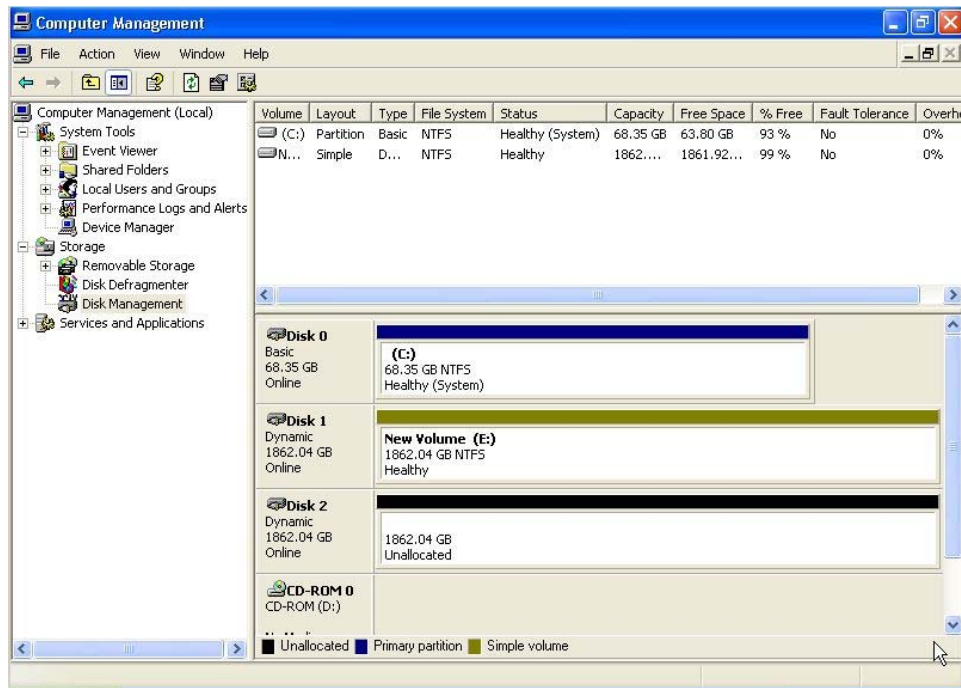 Computer Management
File Action View Window Help
Computer Management (Local)
System Tools
Event Viewer
Shared Folders
Local Users and Groups
Performance Logs and Alerts
Device Manager
Storage
Removable Storage
Disk Defragmenter
Disk Management
Services and Applications
Volume Layout Type File System Status Capacity Free Space % Free Fault Tolerance Overhe
(C:) Partition Basic NTFS Healthy (System) 68.35 GB 63.80 GB 93 % No 0%
N... Simple D... NTFS Healthy 1862.... 1861.92... 99 % No 0%
Disk 0
Basic
68.35 GB
Online
(C:)
68.35 GB NTFS
Healthy (System)
Disk 1
Dynamic
1862.04 GB
Online
New Volume (E:)
1862.04 GB NTFS
Healthy
Disk 2
Dynamic
1862.04 GB
Online
1862.04 GB
Unallocated
CD-ROM 0
CD-ROM (D:)
Unallocated Primary partition Simple volume